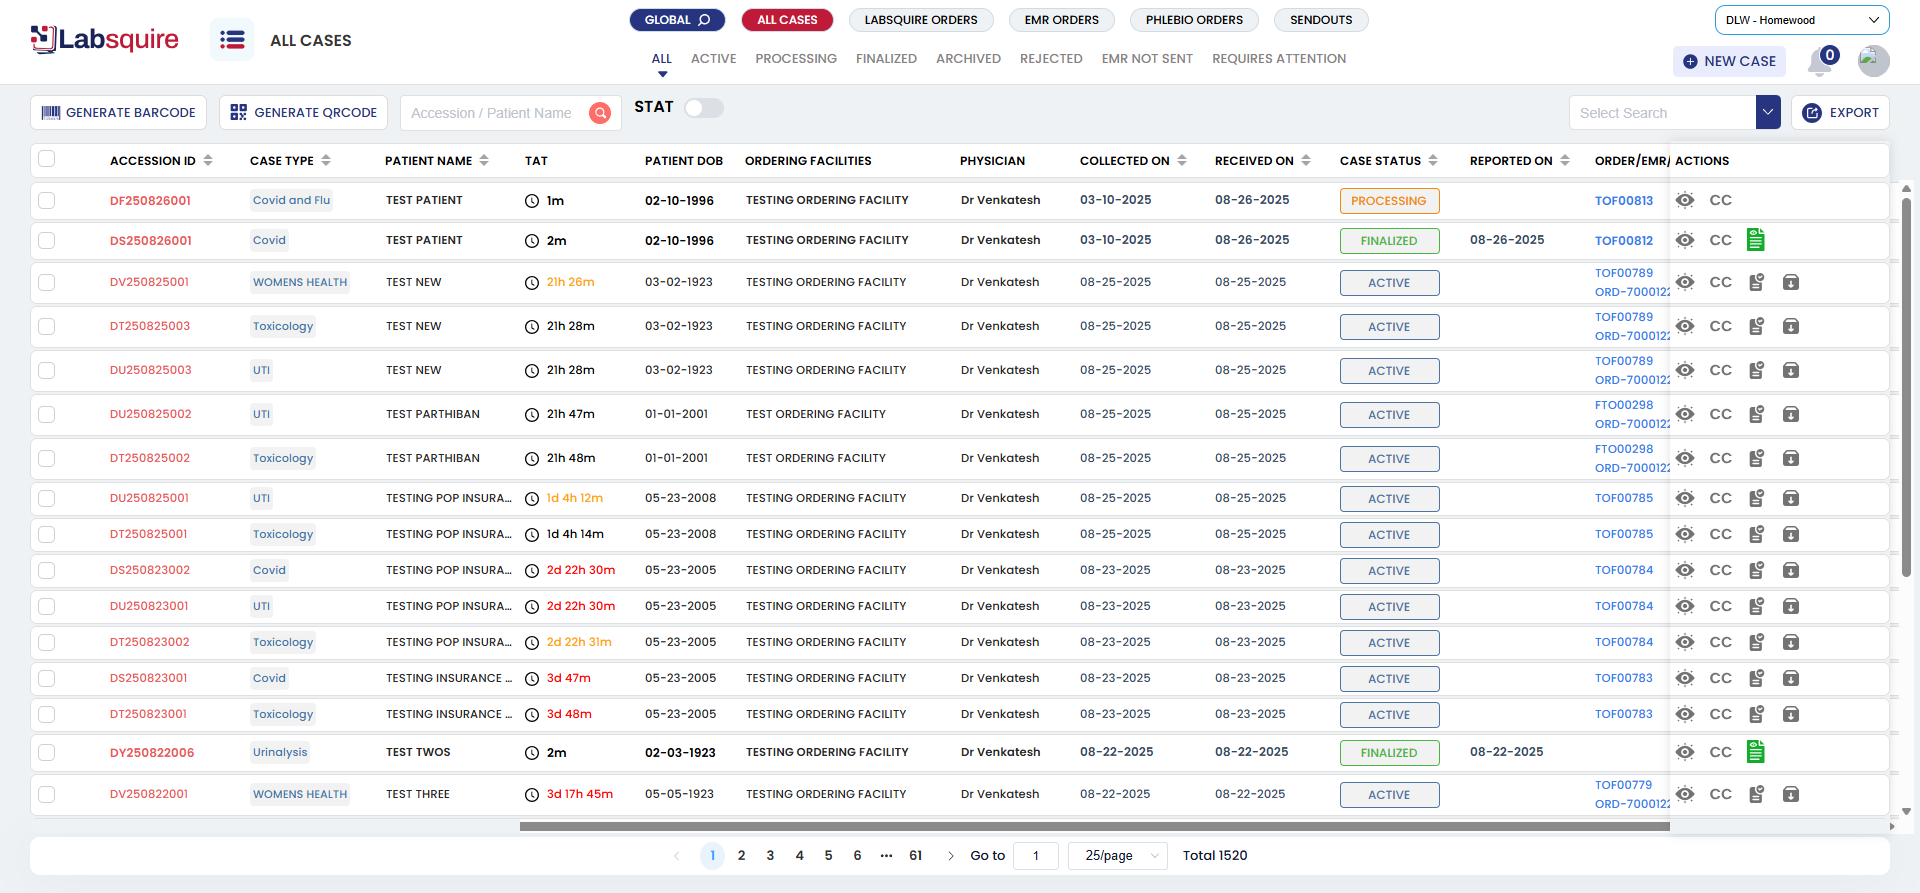 Labsquire
ALL CASES
GLOBAL
ALL CASES
LABSQUIRE ORDERS
EMR ORDERS
PHLEBIO ORDERS
SENDOUTS
DLW - Homewood
ALL
ACTIVE
PROCESSING
FINALIZED
ARCHIVED
REJECTED
EMR NOT SENT
REQUIRES ATTENTION
NEW CASE
0
GENERATE BARCODE
GENERATE QRCODE
Accession / Patient Name
STAT
Select Search
EXPORT
ACCESSION ID CASE TYPE PATIENT NAME TAT PATIENT DOB ORDERING FACILITIES PHYSICIAN COLLECTED ON RECEIVED ON CASE STATUS REPORTED ON ORDER/EMR/ ACTIONS
DF250826001 Covid and Flu TEST PATIENT 1m 02-10-1996 TESTING ORDERING FACILITY Dr Venkatesh 03-10-2025 08-26-2025 PROCESSING TOF00813 CC
DS250826001 Covid TEST PATIENT 2m 02-10-1996 TESTING ORDERING FACILITY Dr Venkatesh 03-10-2025 08-26-2025 FINALIZED 08-26-2025 TOF00812 CC
DV250825001 WOMENS HEALTH TEST NEW 21h 26m 03-02-1923 TESTING ORDERING FACILITY Dr Venkatesh 08-25-2025 08-25-2025 ACTIVE TOF00789 CC
ORD-7000122
DT250825003 Toxicology TEST NEW 21h 28m 03-02-1923 TESTING ORDERING FACILITY Dr Venkatesh 08-25-2025 08-25-2025 ACTIVE TOF00789 CC
ORD-7000122
DU250825003 UTI TEST NEW 21h 28m 03-02-1923 TESTING ORDERING FACILITY Dr Venkatesh 08-25-2025 08-25-2025 ACTIVE TOF00789 CC
ORD-7000122
DU250825002 UTI TEST PARTHIBAN 21h 47m 01-01-2001 TEST ORDERING FACILITY Dr Venkatesh 08-25-2025 08-25-2025 ACTIVE FTO00298 CC
ORD-7000122
DT250825002 Toxicology TEST PARTHIBAN 21h 48m 01-01-2001 TEST ORDERING FACILITY Dr Venkatesh 08-25-2025 08-25-2025 ACTIVE FTO00298 CC
ORD-7000122
DU250825001 UTI TESTING POP INSURA... 1d 4h 12m 05-23-2008 TESTING ORDERING FACILITY Dr Venkatesh 08-25-2025 08-25-2025 ACTIVE TOF00785 CC
DT250825001 Toxicology TESTING POP INSURA... 1d 4h 14m 05-23-2008 TESTING ORDERING FACILITY Dr Venkatesh 08-25-2025 08-25-2025 ACTIVE TOF00785 CC
DS250823002 Covid TESTING POP INSURA... 2d 22h 30m 05-23-2005 TESTING ORDERING FACILITY Dr Venkatesh 08-23-2025 08-23-2025 ACTIVE TOF00784 CC
DU250823001 UTI TESTING POP INSURA... 2d 22h 30m 05-23-2005 TESTING ORDERING FACILITY Dr Venkatesh 08-23-2025 08-23-2025 ACTIVE TOF00784 CC
DT250823002 Toxicology TESTING POP INSURA... 2d 22h 31m 05-23-2005 TESTING ORDERING FACILITY Dr Venkatesh 08-23-2025 08-23-2025 ACTIVE TOF00784 CC
DS250823001 Covid TESTING INSURANCE ... 3d 47m 05-23-2005 TESTING ORDERING FACILITY Dr Venkatesh 08-23-2025 08-23-2025 ACTIVE TOF00783 CC
DT250823001 Toxicology TESTING INSURANCE ... 3d 48m 05-23-2005 TESTING ORDERING FACILITY Dr Venkatesh 08-23-2025 08-23-2025 ACTIVE TOF00783 CC
DY250822006 Urinalysis TEST TWOS 2m 02-03-1923 TESTING ORDERING FACILITY Dr Venkatesh 08-22-2025 08-22-2025 FINALIZED 08-22-2025 CC
DV250822001 WOMENS HEALTH TEST THREE 3d 17h 45m 05-05-1923 TESTING ORDERING FACILITY Dr Venkatesh 08-22-2025 08-22-2025 ACTIVE TOF00779 CC
ORD-7000122
1 2 3 4 5 6 ... 61 Go to 1 25/page Total 1520